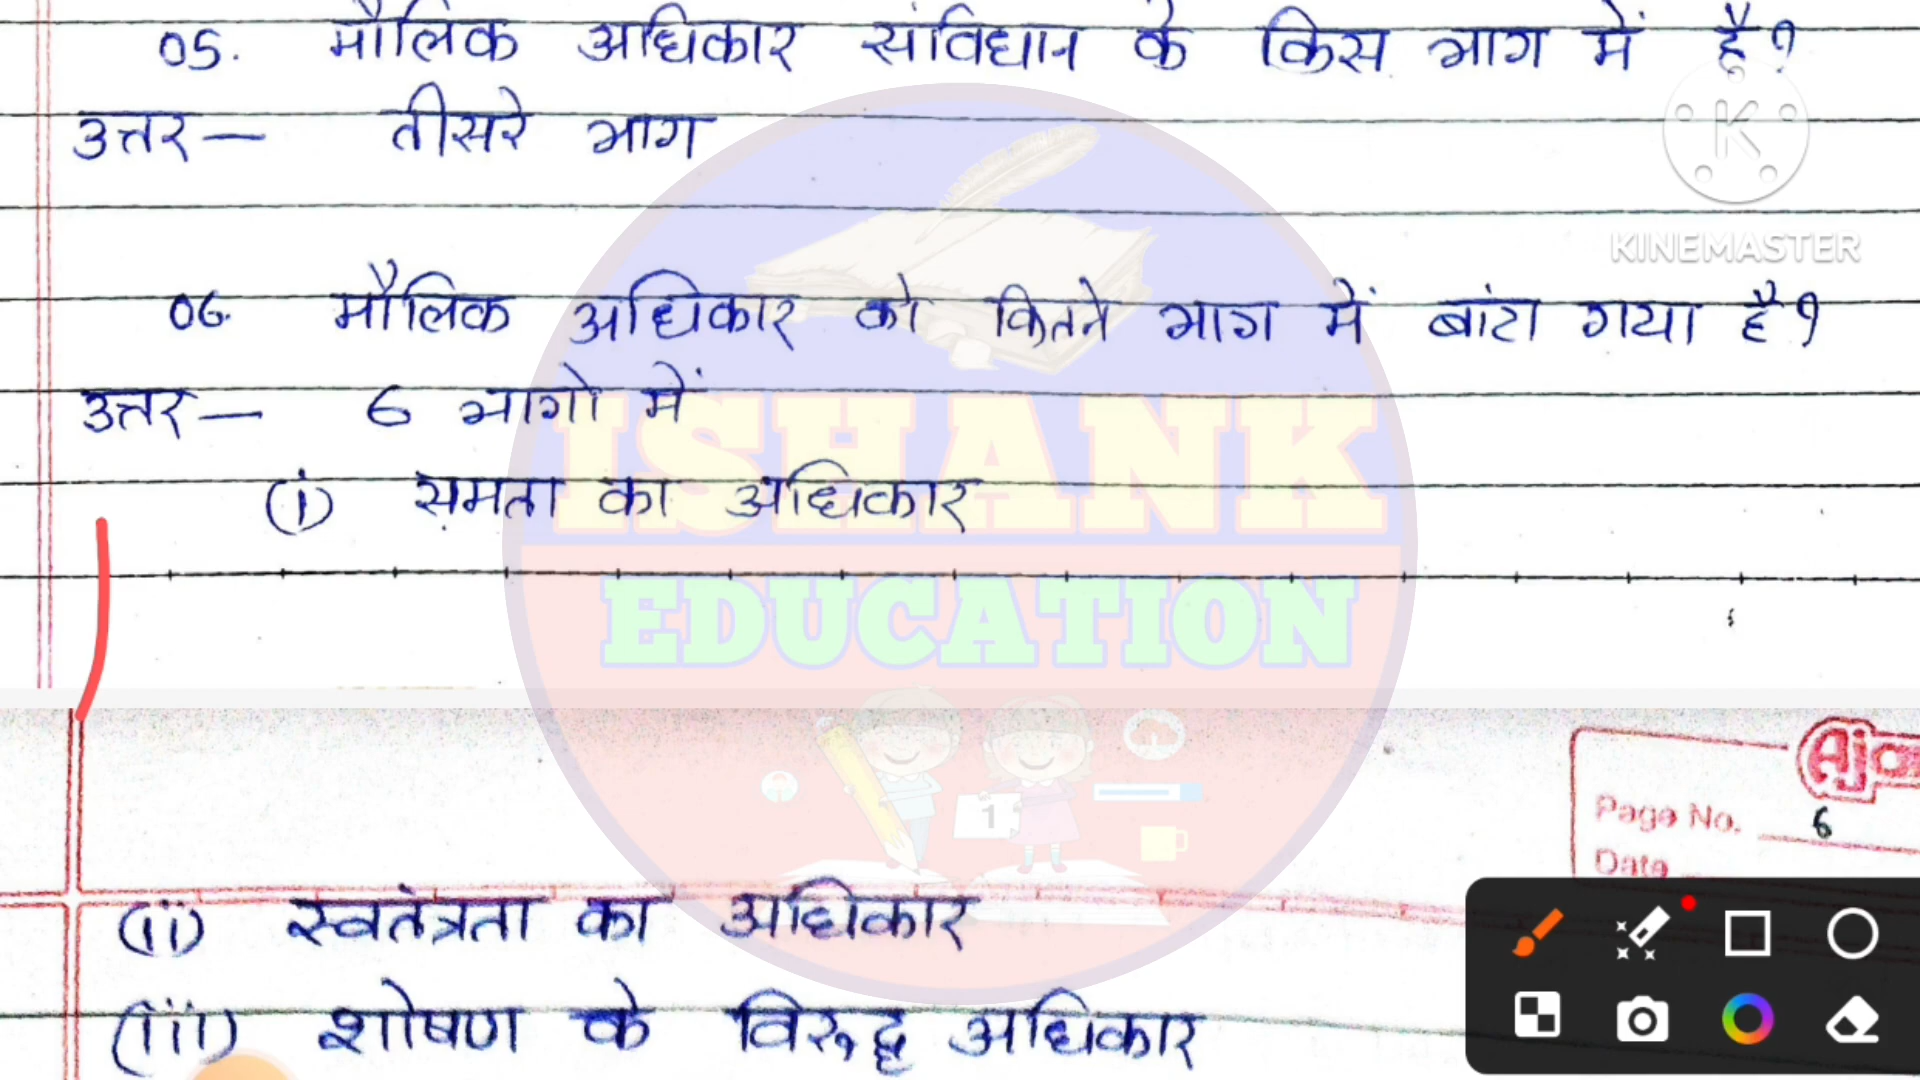 05. मौलिक अधिकार संविधान के किस भाग में है?
उत्तर — तीसरे भाग
KINEMASTER
06. मौलिक अधिकार को कितने भाग में बांटा गया है?
उत्तर — 6 भागो में
(i) समता का अधिकार
ISHANK
EDUCATION
1
Page No. 6
Date
(ii) स्वतंत्रता का अधिकार
(iii) शोषण के विरूद्ध अधिकार